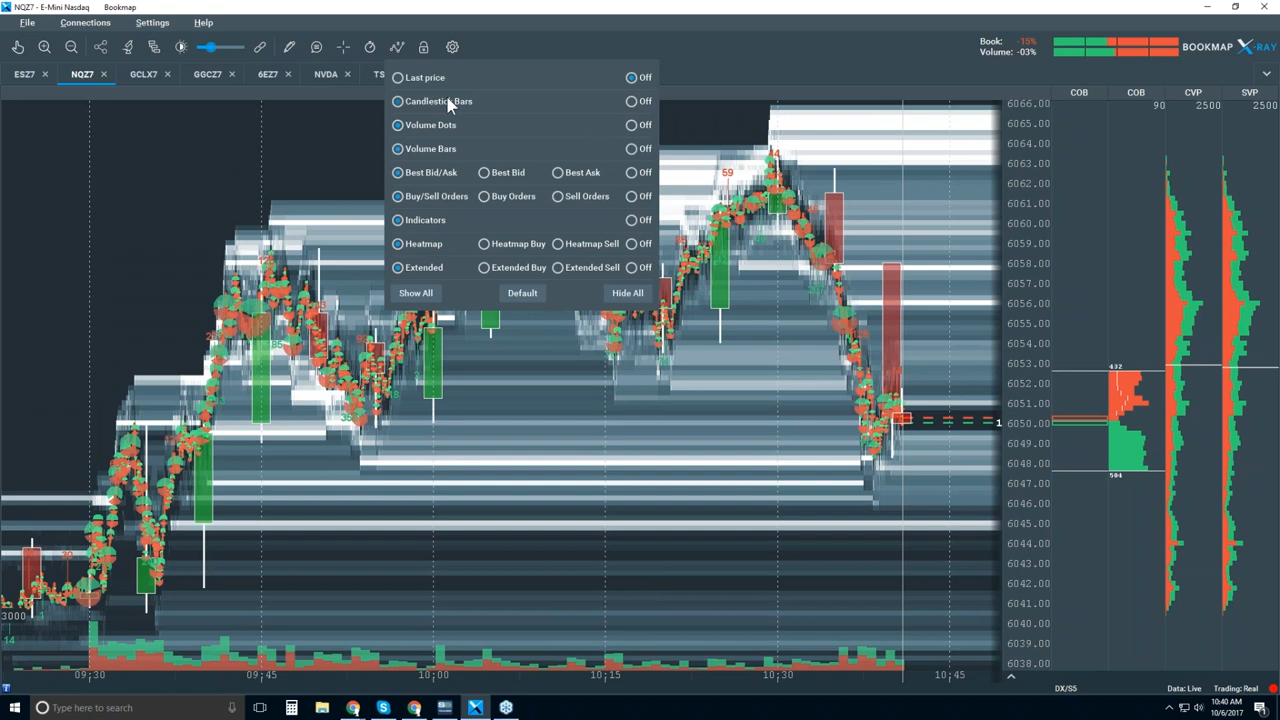 NQZ7 - E-Mini Nasdaq Bookmap
File Connections Settings Help
Book: -15%
Volume: -03%
BOOKMAP X-RAY
ESZ7 NQZ7 GCLX7 GGCZ7 6EZ7 NVDA TS
Last price Off
Candlestick Bars Off
Volume Dots Off
Volume Bars Off
Best Bid/Ask Best Bid Best Ask Off
Buy/Sell Orders Buy Orders Sell Orders Off
Indicators Off
Heatmap Heatmap Buy Heatmap Sell Off
Extended Extended Buy Extended Sell Off
Show All Default Hide All
COB COB CVP SVP
90 2500 2500
6066.00
6065.00
6064.00
6063.00
6062.00
6061.00
6060.00
6059.00
6058.00
6057.00
6056.00
6055.00
6054.00
6053.00
6052.00
6051.00
6050.00
6049.00
6048.00
6047.00
6046.00
6045.00
6044.00
6043.00
6042.00
6041.00
6040.00
6039.00
6038.00
432
504
59
44
1
3000
14
09:30 09:45 10:00 10:15 10:30 10:45
DX/S5 Data: Live Trading: Real
Type here to search
10:40 AM
10/6/2017